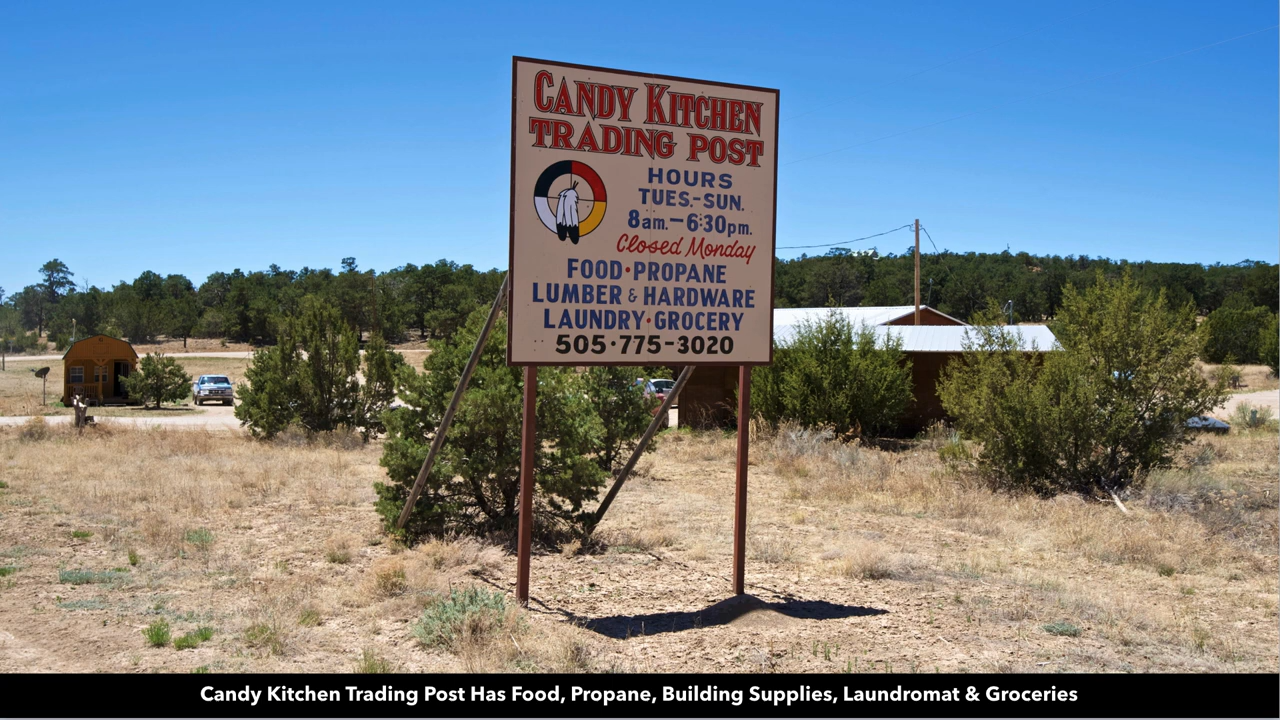 CANDY KITCHEN
TRADING POST
HOURS
TUES.-SUN.
8am.-6:30pm.
Closed Monday
FOOD•PROPANE
LUMBER & HARDWARE
LAUNDRY•GROCERY
505•775-3020
Candy Kitchen Trading Post Has Food, Propane, Building Supplies, Laundromat & Groceries